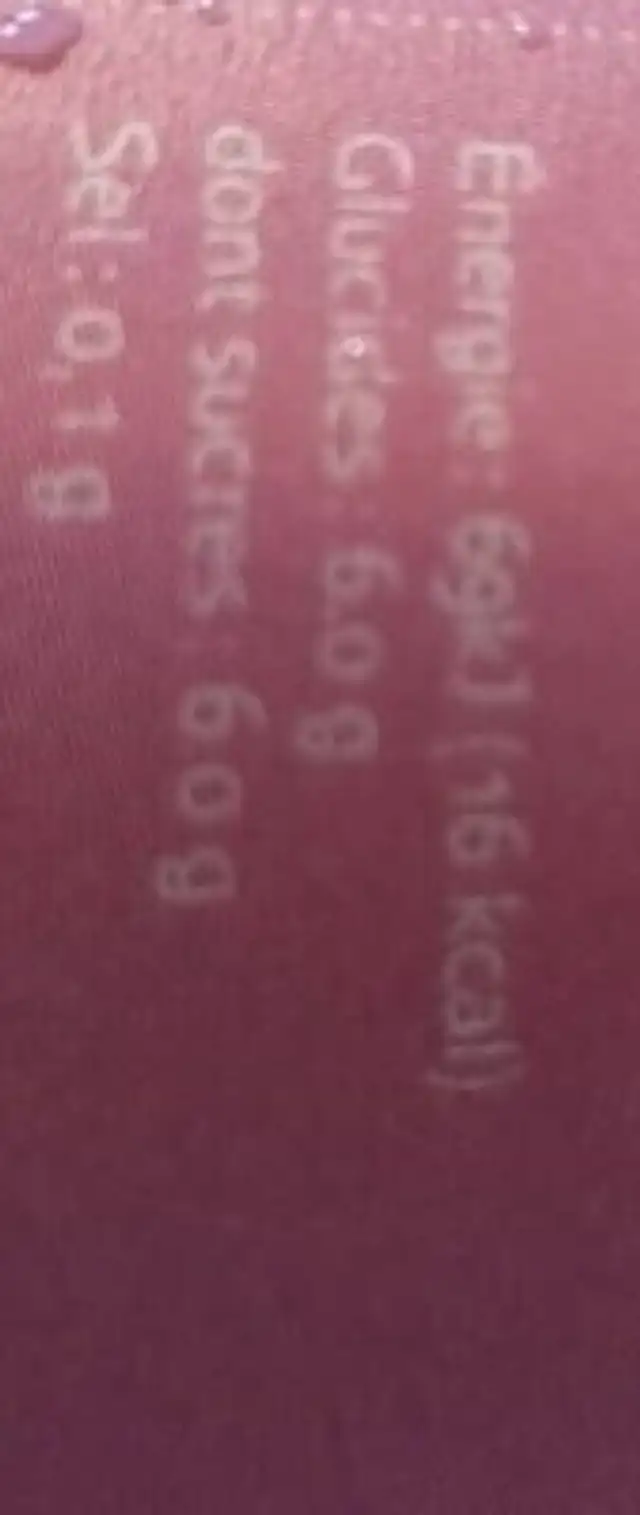 Énergie : 69kJ (16 kcal)
Glucides : 6.0 g
dont sucres : 6.0 g
Sel : 0,1 g